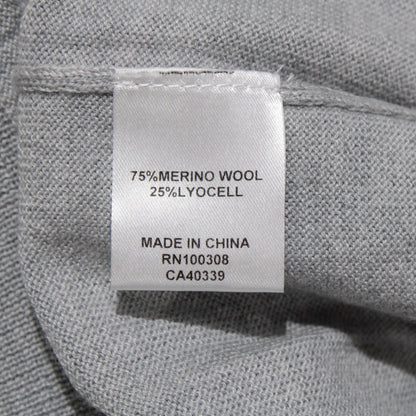 75%MERINO WOOL
25%LYOCELL
MADE IN CHINA
RN100308
CA40339